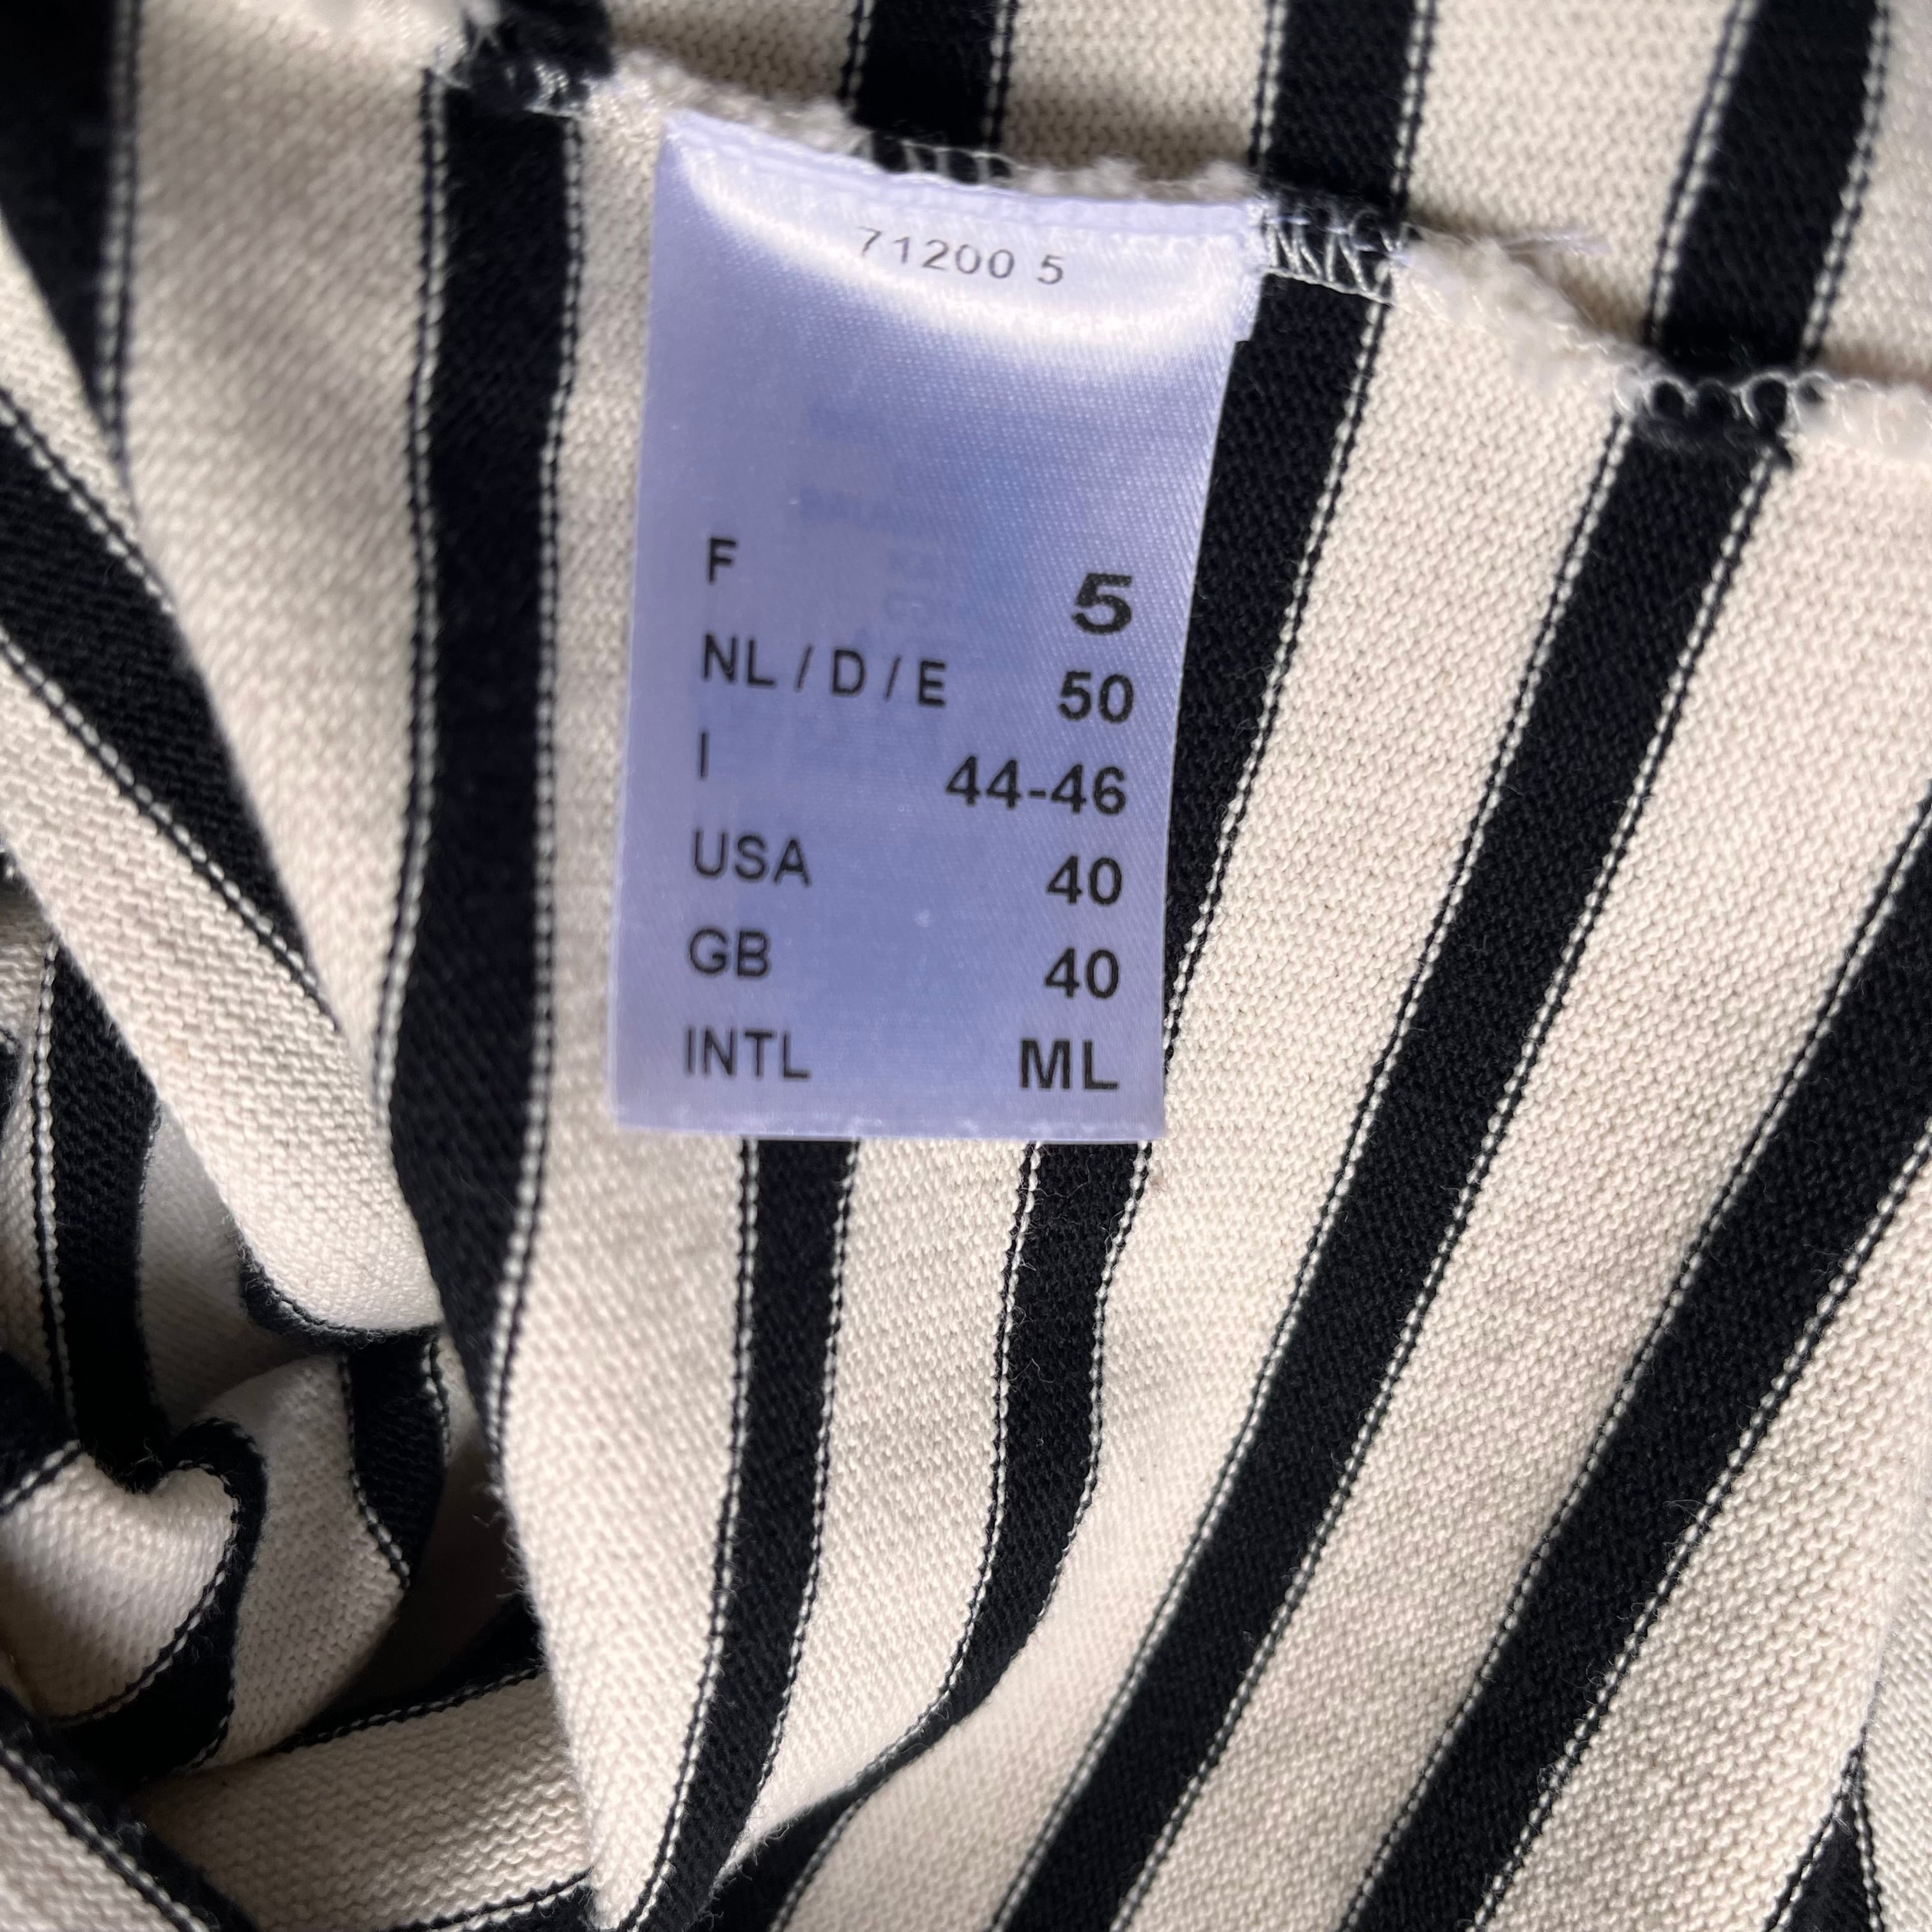 71200 5
F 5
NL / D / E 50
I 44-46
USA 40
GB 40
INTL ML